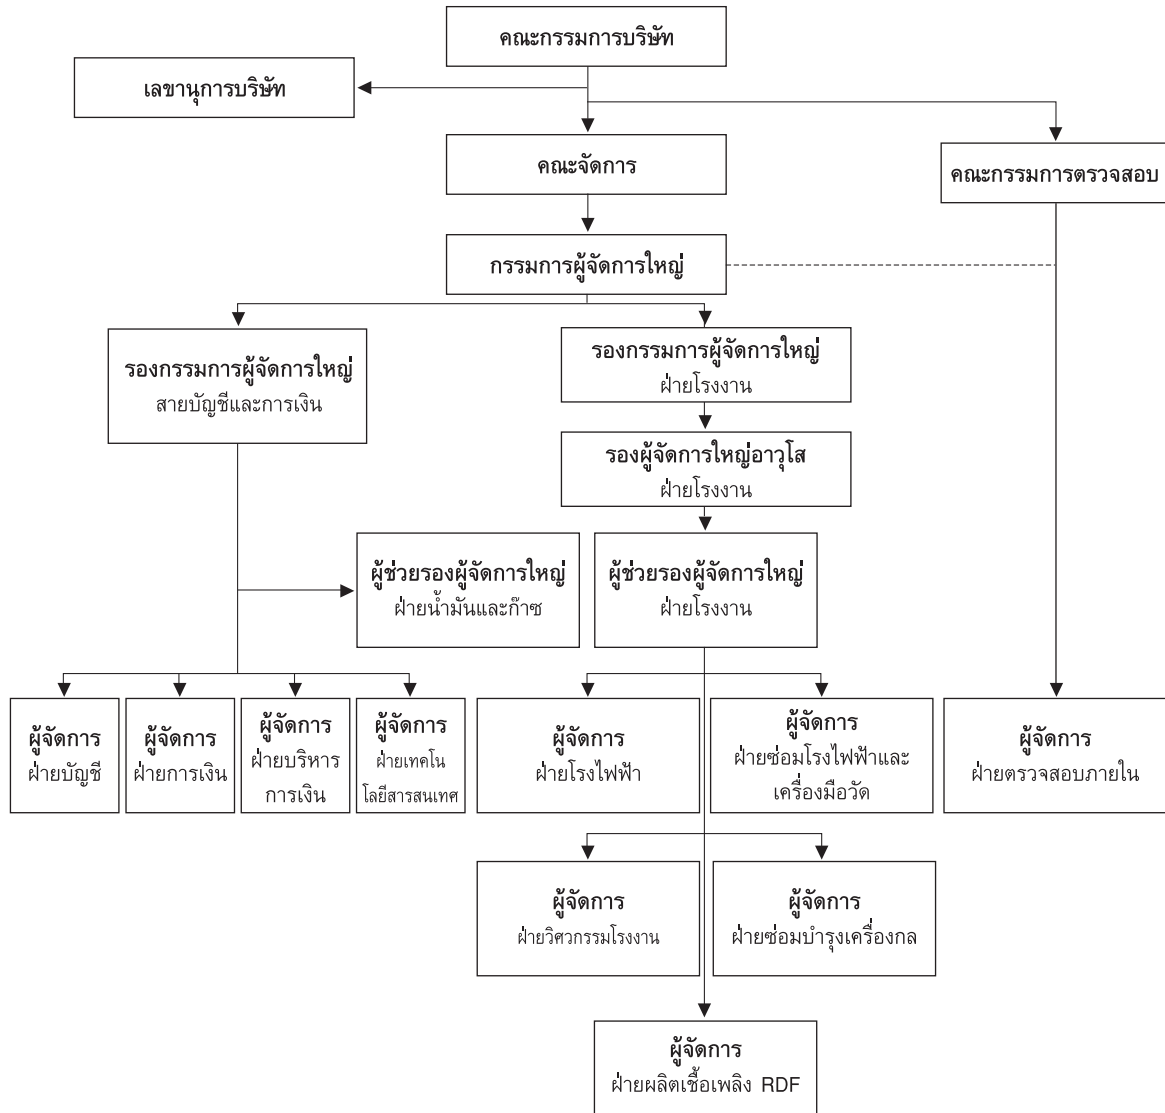 คณะกรรมการบริษัท
เลขานุการบริษัท
คณะจัดการ
คณะกรรมการตรวจสอบ
กรรมการผู้จัดการใหญ่
รองกรรมการผู้จัดการใหญ่
สายบัญชีและการเงิน
รองกรรมการผู้จัดการใหญ่
ฝ่ายโรงงาน
รองผู้จัดการใหญ่อาวุโส
ฝ่ายโรงงาน
ผู้ช่วยรองผู้จัดการใหญ่
ฝ่ายน้ำมันและก๊าซ
ผู้ช่วยรองผู้จัดการใหญ่
ฝ่ายโรงงาน
ผู้จัดการ
ฝ่ายบัญชี
ผู้จัดการ
ฝ่ายการเงิน
ผู้จัดการ
ฝ่ายบริหาร
การเงิน
ผู้จัดการ
ฝ่ายเทคโน
โลยีสารสนเทศ
ผู้จัดการ
ฝ่ายโรงไฟฟ้า
ผู้จัดการ
ฝ่ายซ่อมโรงไฟฟ้าและ
เครื่องมือวัด
ผู้จัดการ
ฝ่ายตรวจสอบภายใน
ผู้จัดการ
ฝ่ายวิศวกรรมโรงงาน
ผู้จัดการ
ฝ่ายซ่อมบำรุงเครื่องกล
ผู้จัดการ
ฝ่ายผลิตเชื้อเพลิง RDF